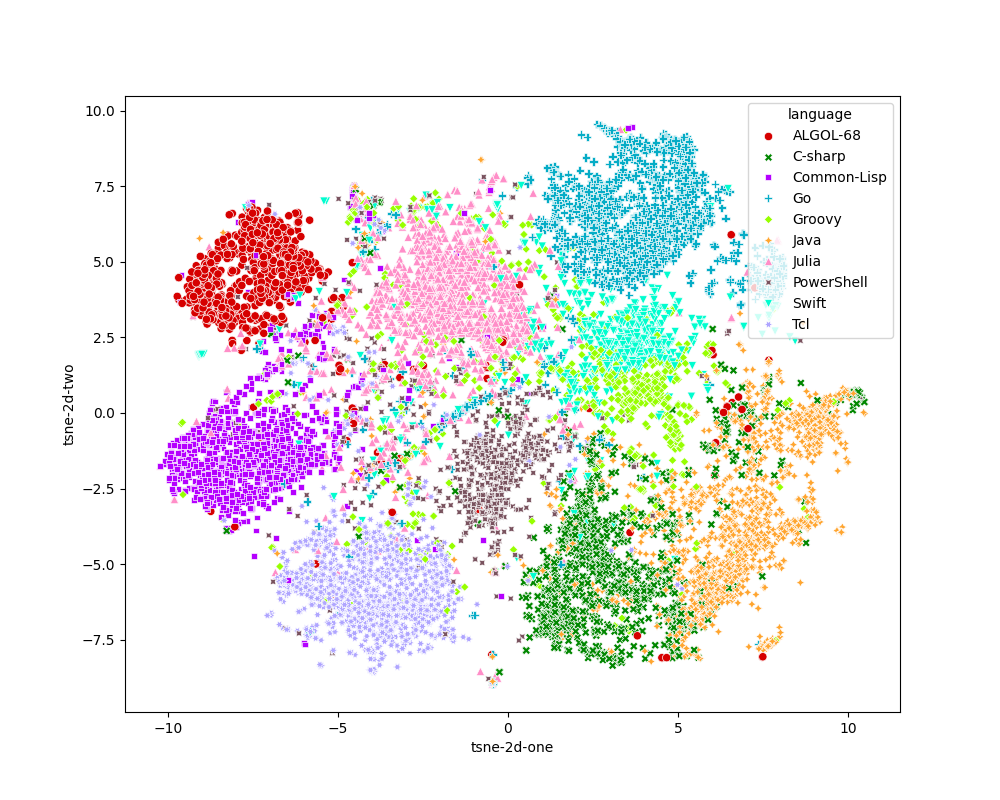 language
ALGOL-68
C-sharp
Common-Lisp
Go
Groovy
Java
Julia
PowerShell
Swift
Tcl
10.0
7.5
5.0
2.5
0.0
−2.5
−5.0
−7.5
tsne-2d-two
−10
−5
0
5
10
tsne-2d-one